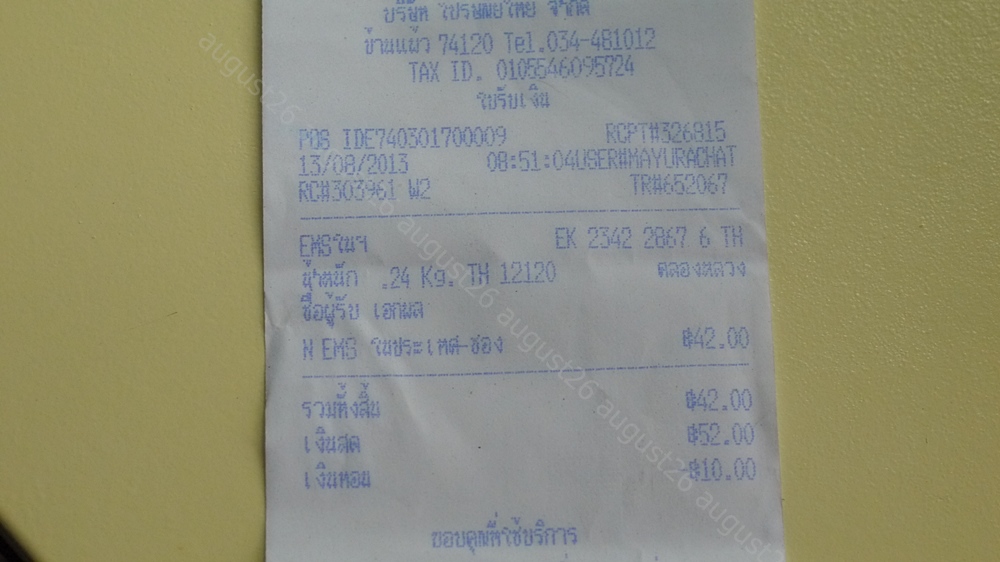 บริษัท ไปรษณีย์ไทย จำกัด
บ้านแพ้ว 74120 Tel.034-481012
TAX ID. 0105546095724
ใบรับเงิน
POS IDE740301700009 RCPT#326815
13/08/2013 08:51:04USER#MAYURACHAT
RC#303961 W2 TR#652067
EMSในฯ EK 2342 2867 6 TH
น้ำหนัก .24 Kg. TH 12120 คลองหลวง
ชื่อผู้รับ เอกพล
N EMS ในประเทศ-ซอง ฿42.00
รวมทั้งสิ้น ฿42.00
เงินสด ฿52.00
เงินทอน -฿10.00
ขอบคุณที่ใช้บริการ
august26 august26 august26 august26 august26 august26 august26